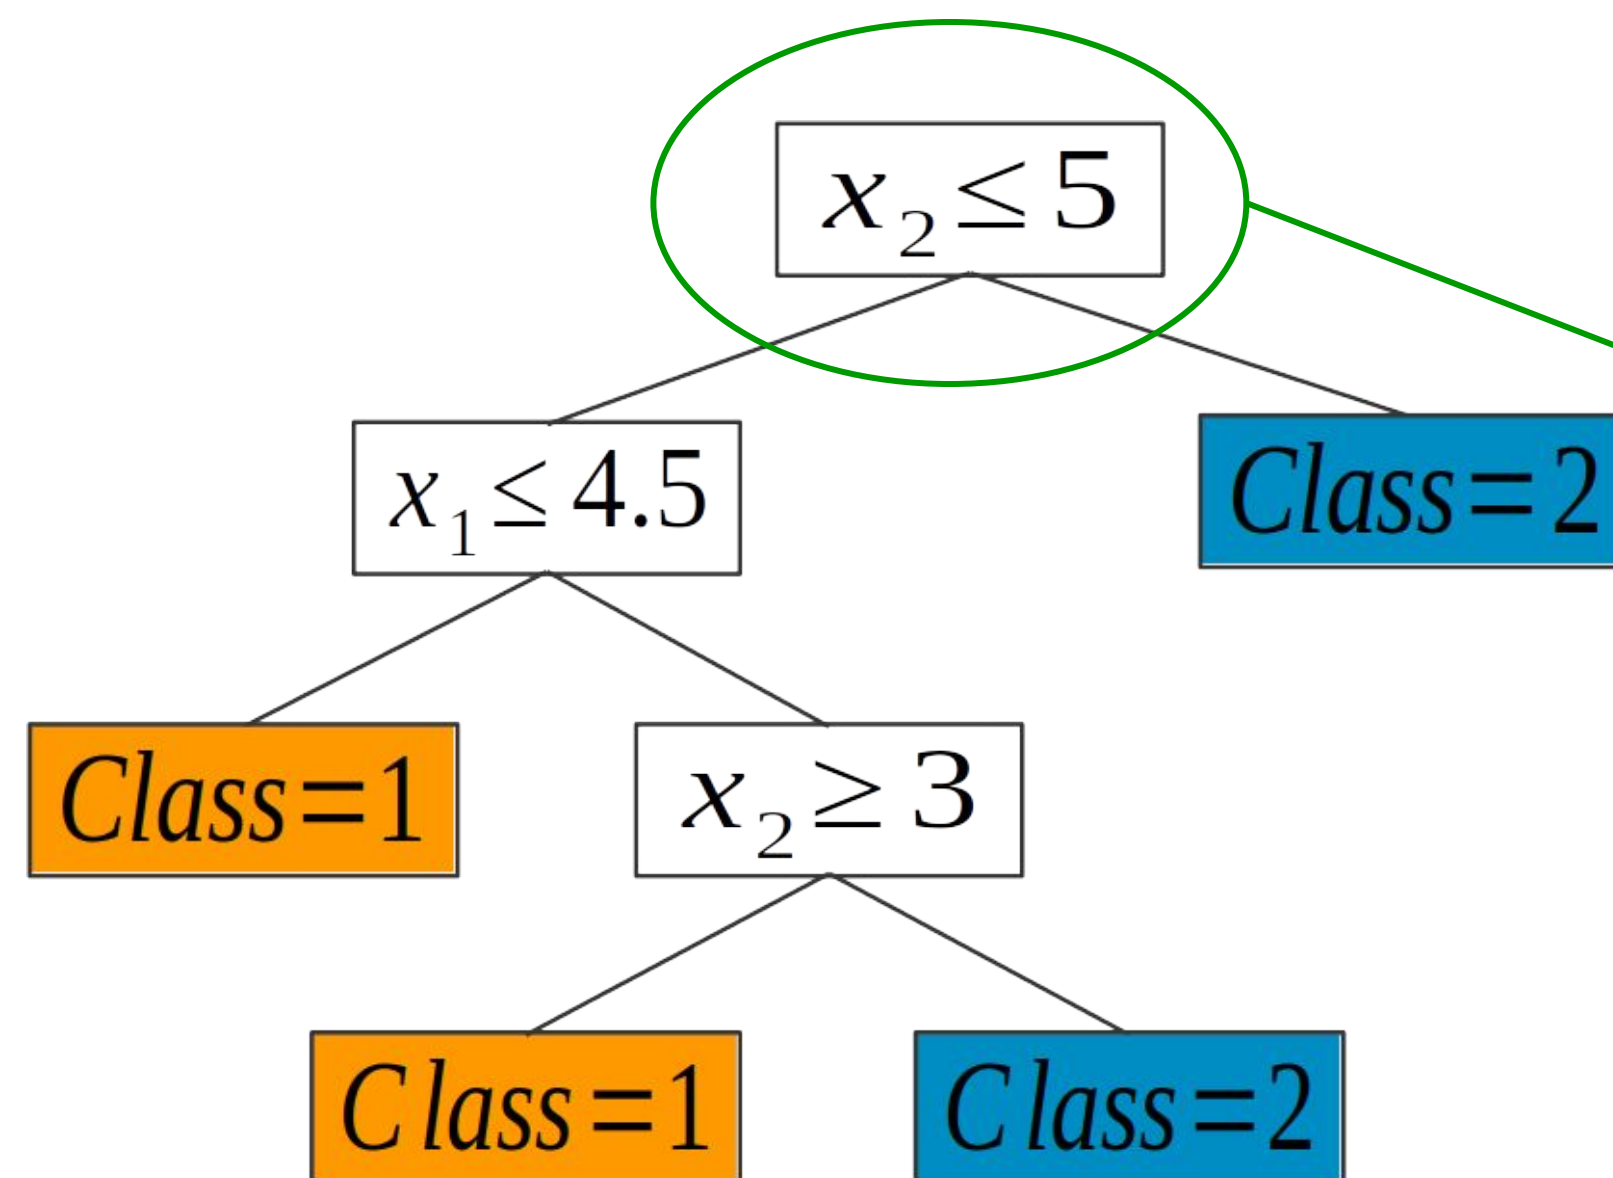 x₂ ≤ 5
x₁ ≤ 4.5
Class = 2
Class = 1
x₂ ≥ 3
Class = 1
Class = 2